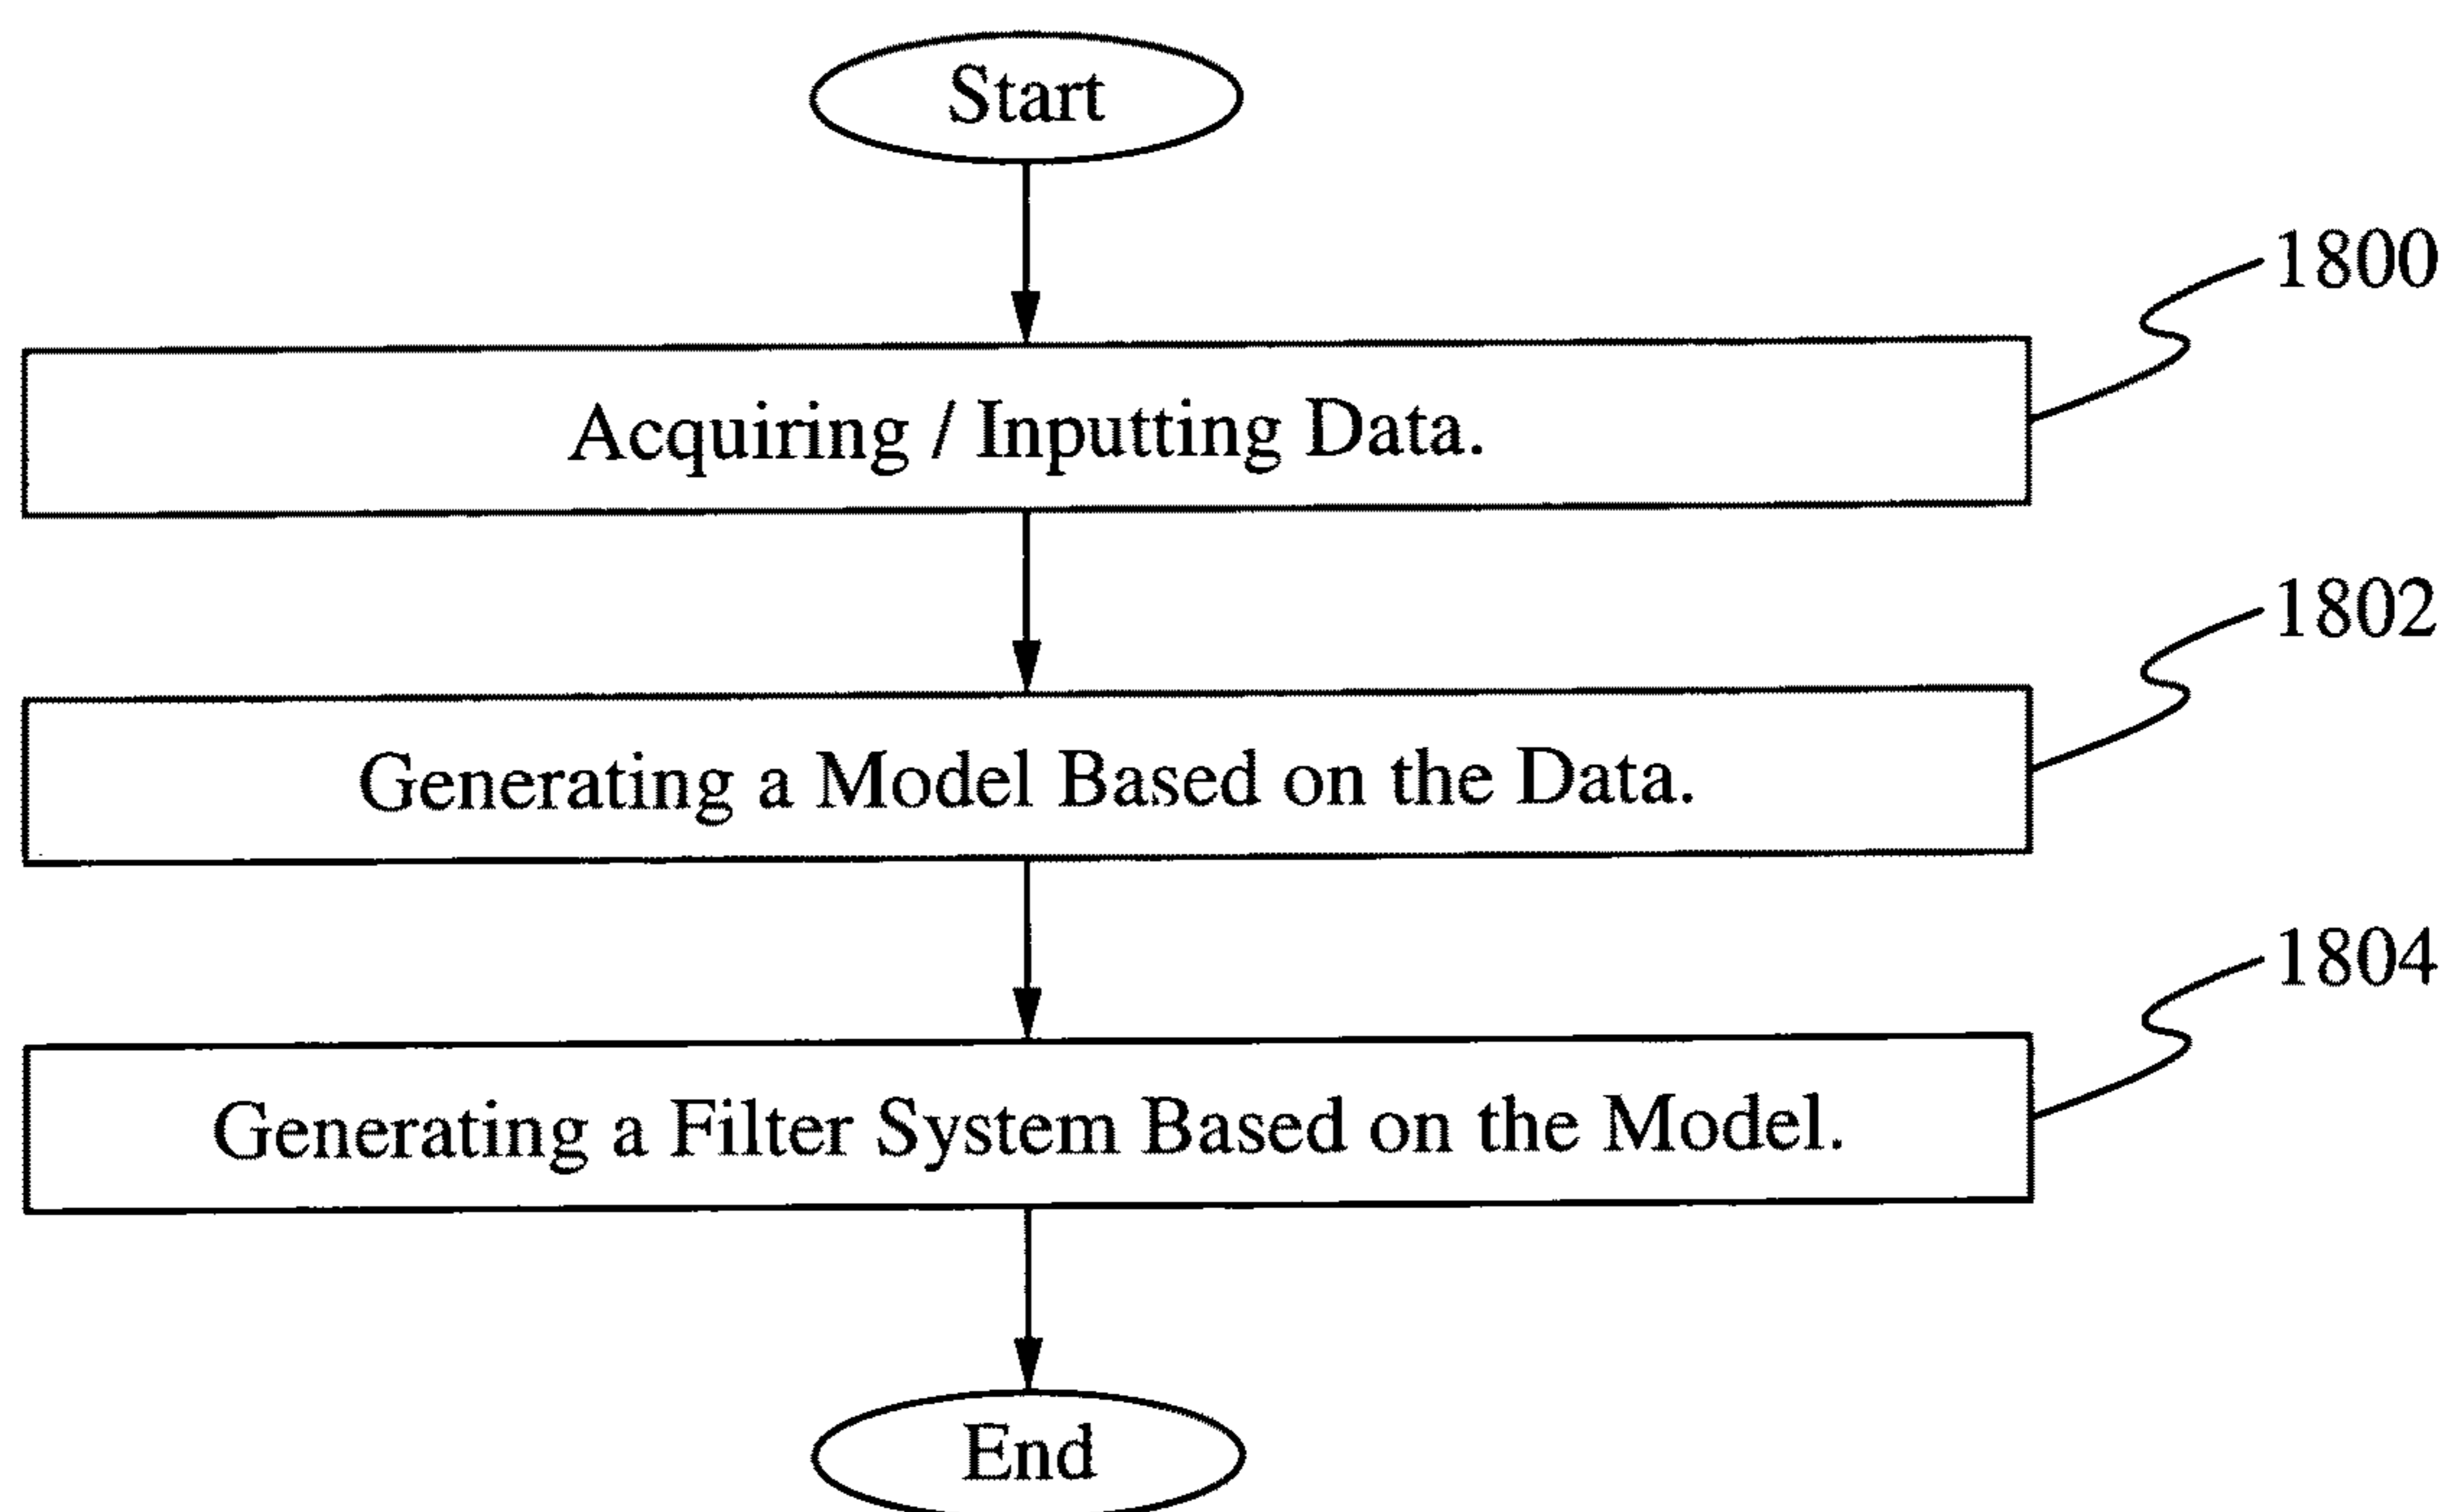 Start
1800
Acquiring / Inputting Data.
1802
Generating a Model Based on the Data.
1804
Generating a Filter System Based on the Model.
End